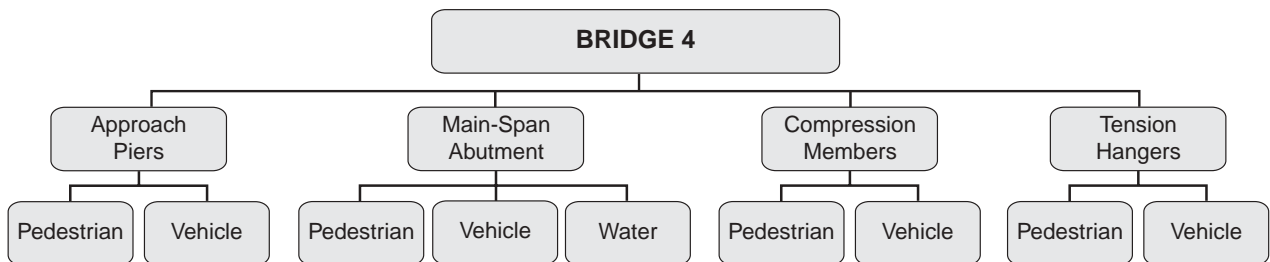 BRIDGE 4
Approach
Piers
Main-Span
Abutment
Compression
Members
Tension
Hangers
Pedestrian
Vehicle
Pedestrian
Vehicle
Water
Pedestrian
Vehicle
Pedestrian
Vehicle